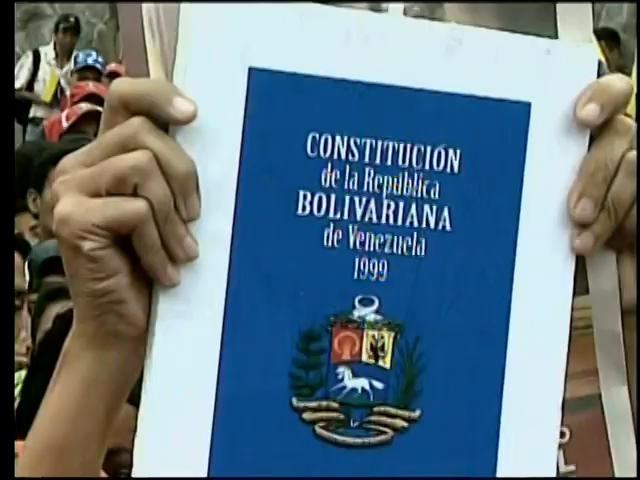 CONSTITUCIÓN
de la República
BOLIVARIANA
de Venezuela
1999